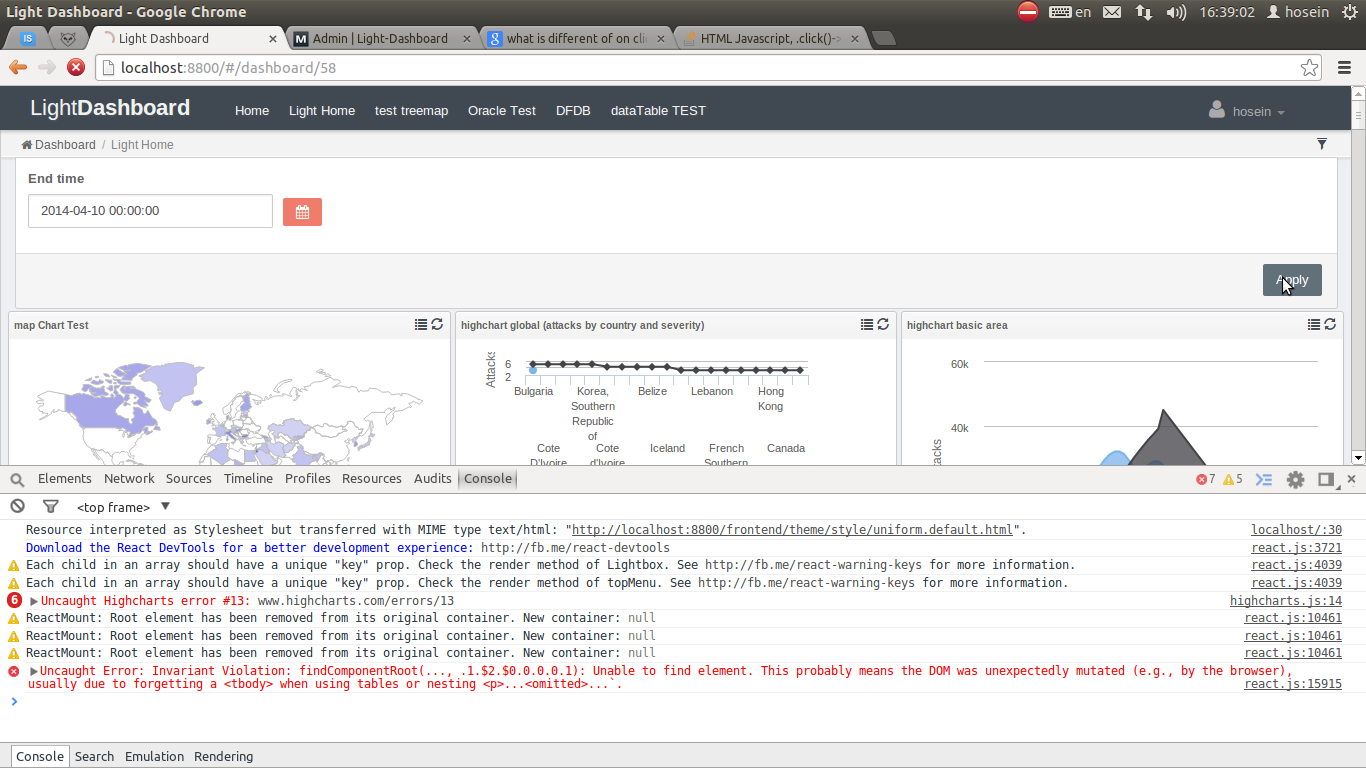 Light Dashboard - Google Chrome
en
16:39:02
hosein
JS
Light Dashboard
M Admin | Light-Dashboard
8 what is different of on cli
HTML Javascript, .click()->
localhost:8800/#/dashboard/58
LightDashboard
Home Light Home test treemap Oracle Test DFDB dataTable TEST
hosein
Dashboard / Light Home
End time
2014-04-10 00:00:00
Apply
map Chart Test
highchart global (attacks by country and severity)
Attacks
6
2
Bulgaria Korea, Southern Republic of Belize Lebanon Hong Kong
Cote D'Ivoire Cote d'Ivoire Iceland French Southern Canada
highchart basic area
60k
40k
tacks
Elements Network Sources Timeline Profiles Resources Audits Console
7 5
<top frame>
Resource interpreted as Stylesheet but transferred with MIME type text/html: "http://localhost:8800/frontend/theme/style/uniform.default.html". localhost/:30
Download the React DevTools for a better development experience: http://fb.me/react-devtools react.js:3721
Each child in an array should have a unique "key" prop. Check the render method of Lightbox. See http://fb.me/react-warning-keys for more information. react.js:4039
Each child in an array should have a unique "key" prop. Check the render method of topMenu. See http://fb.me/react-warning-keys for more information. react.js:4039
6 Uncaught Highcharts error #13: www.highcharts.com/errors/13 highcharts.js:14
ReactMount: Root element has been removed from its original container. New container: null react.js:10461
ReactMount: Root element has been removed from its original container. New container: null react.js:10461
ReactMount: Root element has been removed from its original container. New container: null react.js:10461
Uncaught Error: Invariant Violation: findComponentRoot(..., .1.$2.$0.0.0.0.1): Unable to find element. This probably means the DOM was unexpectedly mutated (e.g., by the browser),
usually due to forgetting a <tbody> when using tables or nesting <p>...<omitted>...`. react.js:15915
Console Search Emulation Rendering